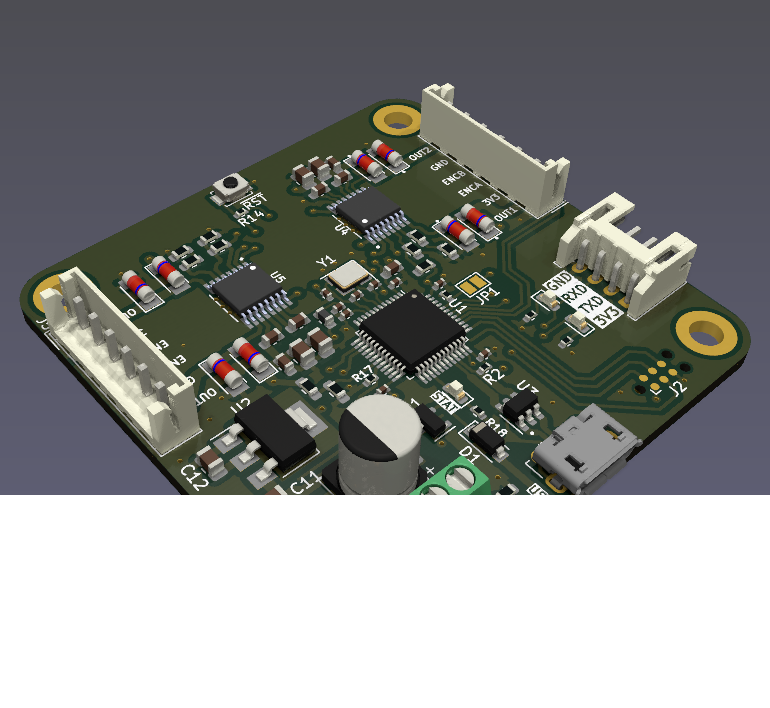 OUT2
GND
ENCB
ENCA
3V3
OUT1
RST
R14
U4
U5
Y1
JP1
U1
GND
RXD
TXD
3V3
R17
R2
J2
STAT
U3
R18
D1
U2
C12
C11
+